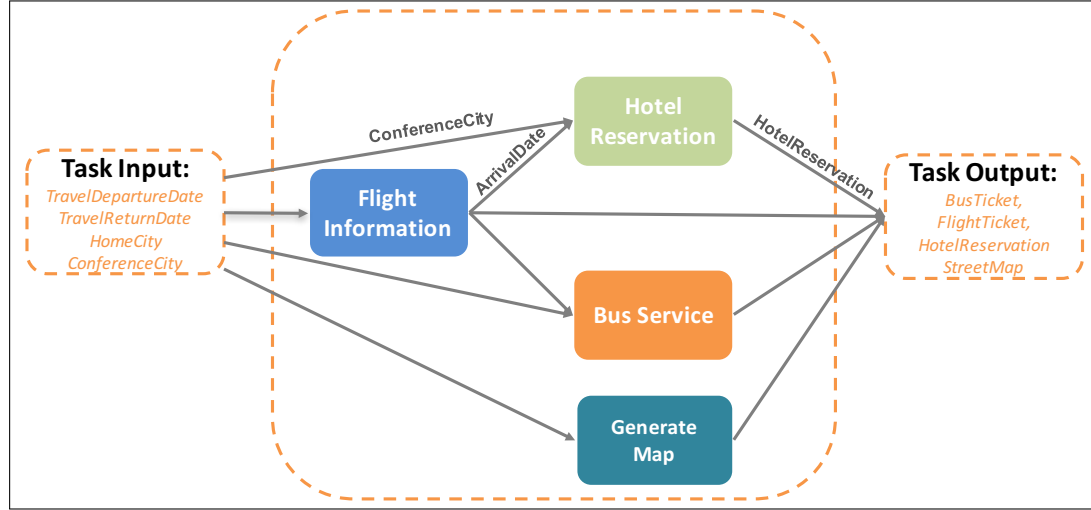 Task Input:
TravelDepartureDate
TravelReturnDate
HomeCity
ConferenceCity
ConferenceCity
Flight
Information
ArrivalDate
Hotel
Reservation
Bus Service
Generate
Map
HotelReservation
Task Output:
BusTicket,
FlightTicket,
HotelReservation
StreetMap